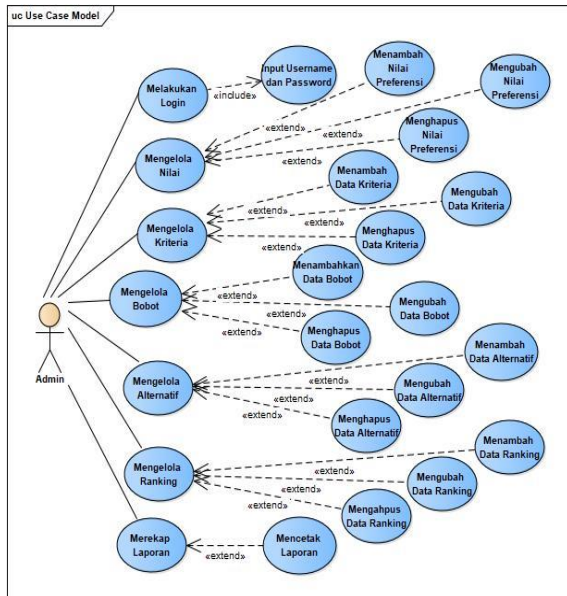 uc Use Case Model
Melakukan
Login
«include»
Input Username
dan Password
Menambah
Nilai
Preferensi
Mengubah
Nilai
Preferensi
«extend»
«extend»
Mengelola
Nilai
Menghapus
Nilai
Preferensi
«extend»
Menambah
Data Kriteria
Mengubah
Data Kriteria
«extend»
«extend»
Mengelola
Kriteria
Menghapus
Data Kriteria
«extend»
Menambahkan
Data Bobot
«extend»
Mengelola
Bobot
Mengubah
Data Bobot
«extend»
Menghapus
Data Bobot
«extend»
Admin
Menambah
Data Alternatif
«extend»
Mengelola
Alternatif
Mengubah
Data Alternatif
«extend»
Menghapus
Data Alternatif
«extend»
Menambah
Data Ranking
«extend»
Mengelola
Ranking
Mengubah
Data Ranking
«extend»
Mengahpus
Data Ranking
«extend»
Merekap
Laporan
«extend»
Mencetak
Laporan